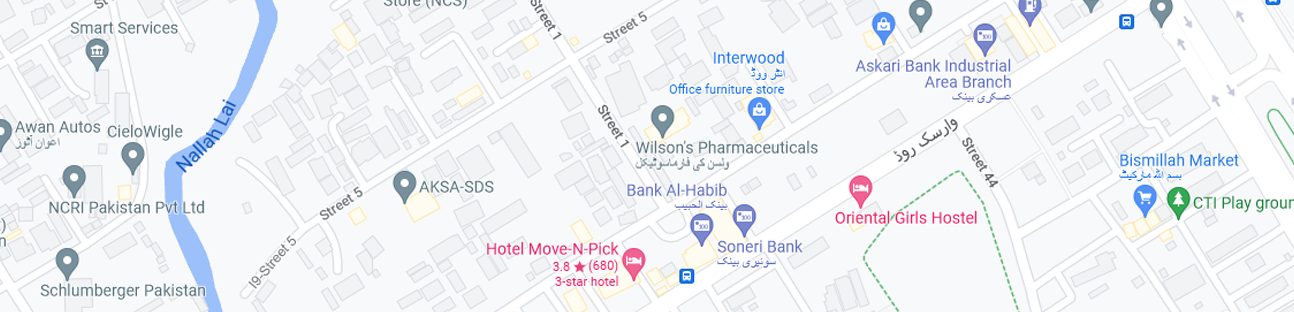 Store (NCS)
Smart Services
Street 1
Street 5
Interwood
انٹر ووڈ
Office furniture store
Askari Bank Industrial
Area Branch
عسکری بینک
Awan Autos
اعوان آٹوز
CieloWigle
Nallah Lai
Street 1
Wilson's Pharmaceuticals
ولسن کی فارماسوٹیکل
وارسک روڈ
Street 44
Bismillah Market
بسم اللہ مارکیٹ
NCRI Pakistan Pvt Ltd
Street 5
AKSA-SDS
Bank Al-Habib
بینک الحبیب
Oriental Girls Hostel
CTI Play groun
I9-Street 5
Hotel Move-N-Pick
3.8 ★ (680)
3-star hotel
Soneri Bank
سونیری بینک
Schlumberger Pakistan